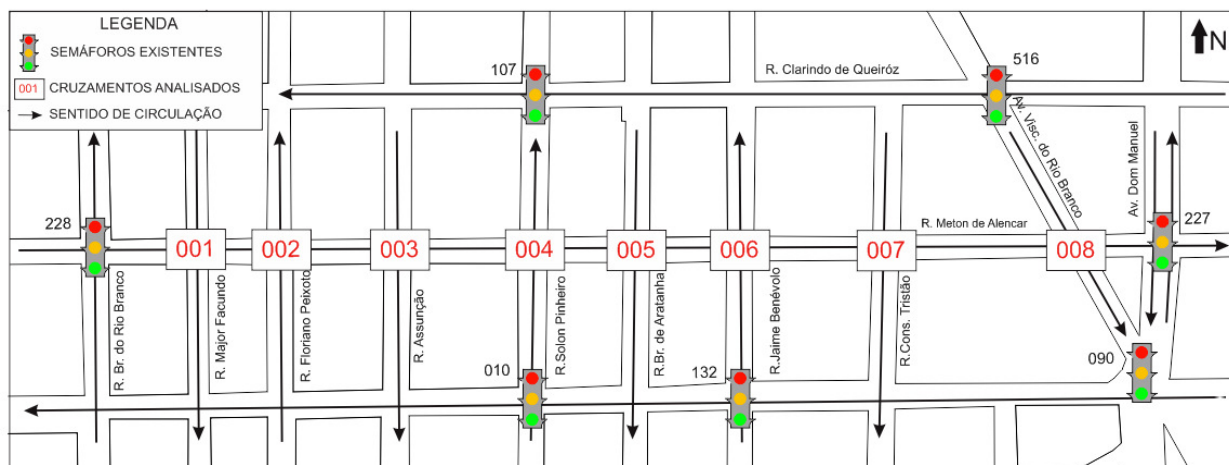 LEGENDA
SEMÁFOROS EXISTENTES
001 CRUZAMENTOS ANALISADOS
SENTIDO DE CIRCULAÇÃO
N
107
R. Clarindo de Queiróz
516
Av. Visc. do Rio Branco
Av. Dom Manuel
228
R. Meton de Alencar
227
001
002
003
004
005
006
007
008
R. Br. do Rio Branco
R. Major Facundo
R. Floriano Peixoto
R. Assunção
R. Solon Pinheiro
R.Br. de Aratanha
R.Jaime Benévolo
R.Cons. Tristão
010
132
090